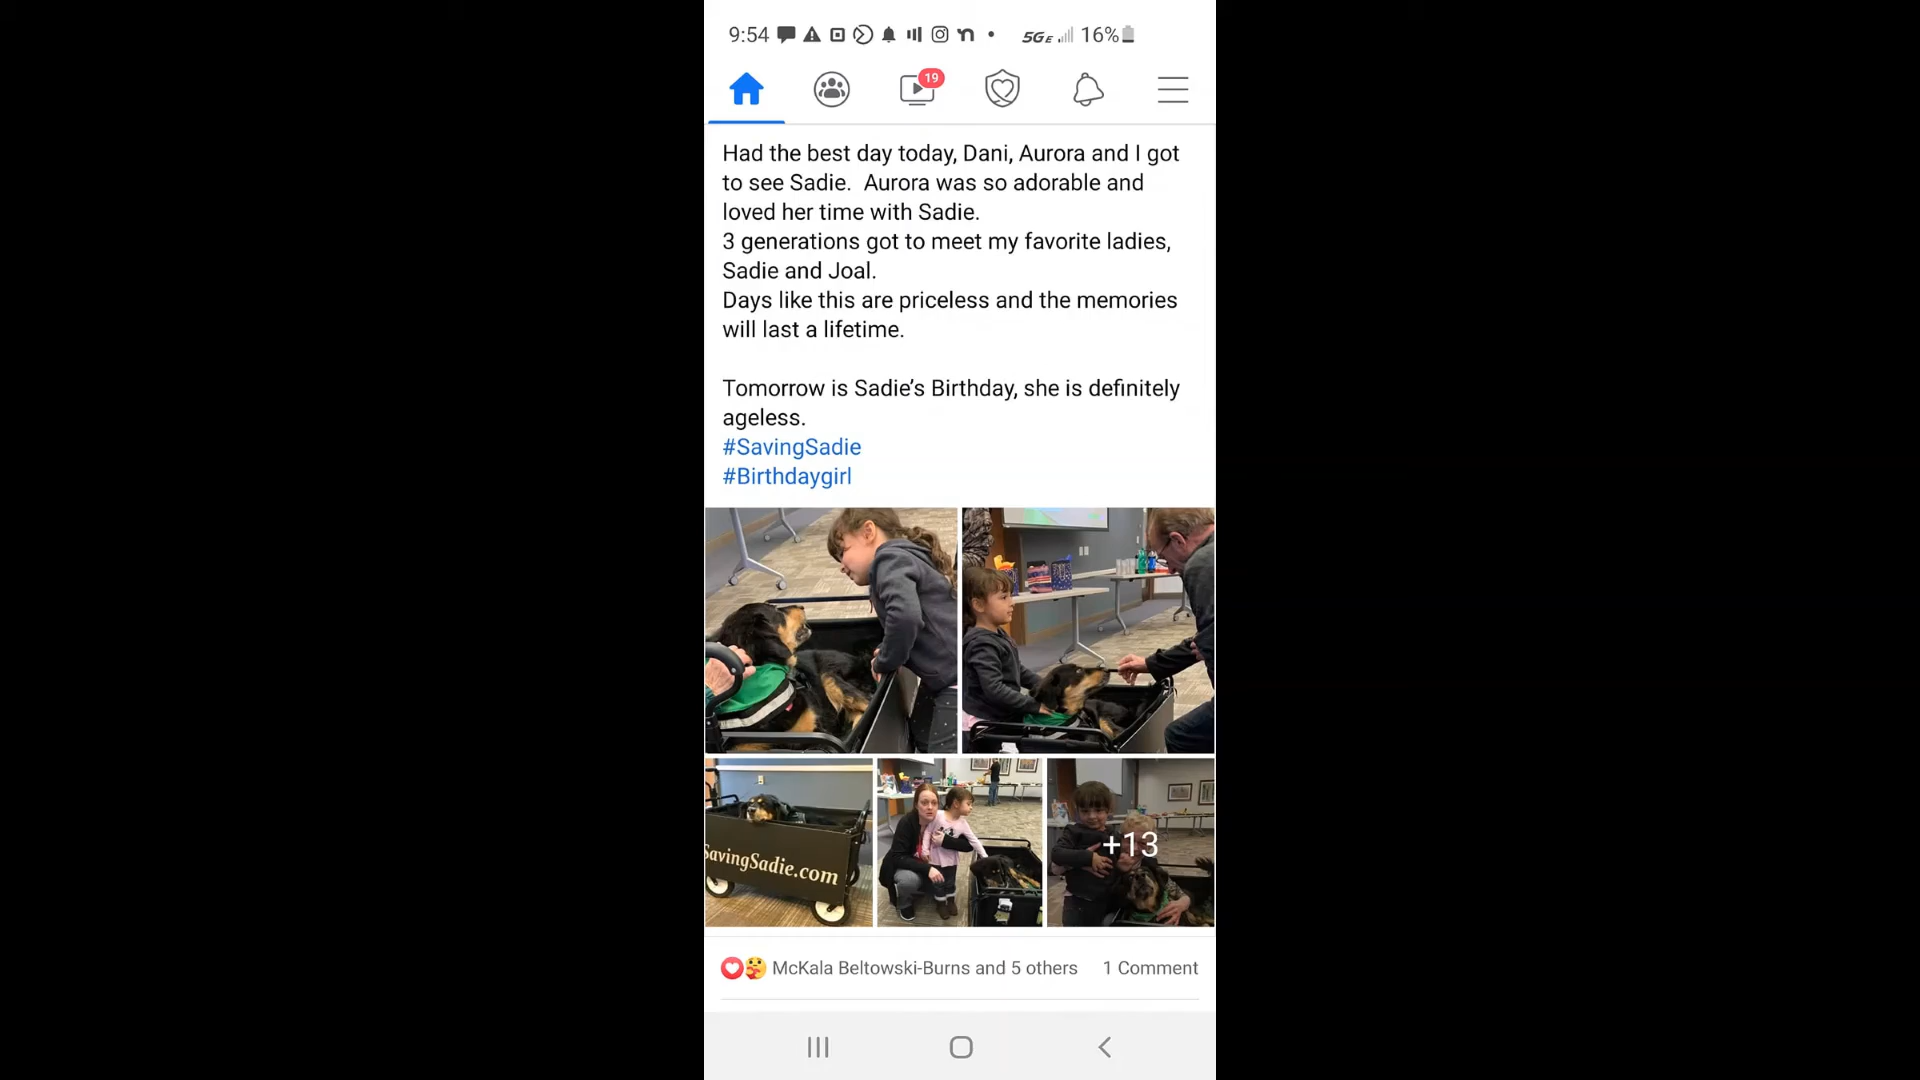 9:54 5GE 16%
19
Had the best day today, Dani, Aurora and I got
to see Sadie.  Aurora was so adorable and
loved her time with Sadie.
3 generations got to meet my favorite ladies,
Sadie and Joal.
Days like this are priceless and the memories
will last a lifetime.
Tomorrow is Sadie’s Birthday, she is definitely
ageless.
#SavingSadie
#Birthdaygirl
SavingSadie.com
+13
McKala Beltowski-Burns and 5 others 1 Comment